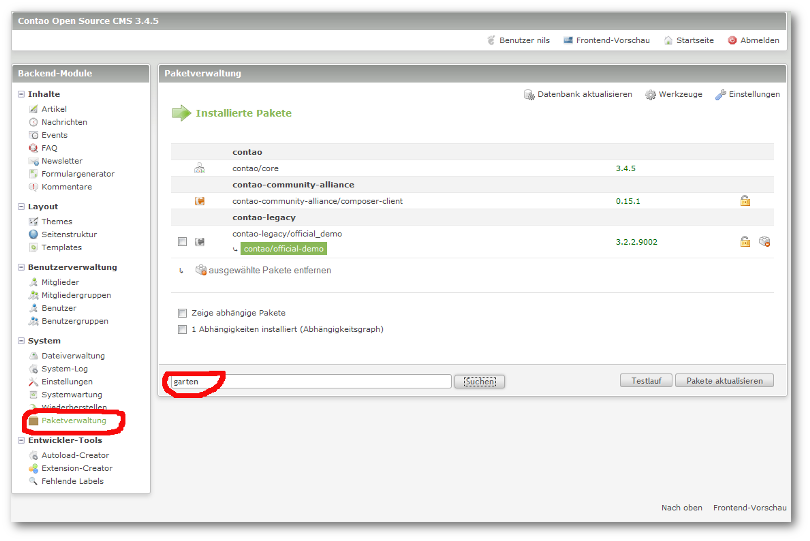 Contao Open Source CMS 3.4.5
Benutzer nils Frontend-Vorschau Startseite Abmelden
Backend-Module
Inhalte
Artikel
Nachrichten
Events
FAQ
Newsletter
Formulargenerator
Kommentare
Layout
Themes
Seitenstruktur
Templates
Benutzerverwaltung
Mitglieder
Mitgliedergruppen
Benutzer
Benutzergruppen
System
Dateiverwaltung
System-Log
Einstellungen
Systemwartung
Wiederherstellen
Paketverwaltung
Entwickler-Tools
Autoload-Creator
Extension-Creator
Fehlende Labels
Paketverwaltung
Datenbank aktualisieren Werkzeuge Einstellungen
Installierte Pakete
contao
contao/core 3.4.5
contao-community-alliance
contao-community-alliance/composer-client 0.15.1
contao-legacy
contao-legacy/official_demo
contao/official-demo 3.2.2.9002
ausgewählte Pakete entfernen
Zeige abhängige Pakete
1 Abhängigkeiten installiert (Abhängigkeitsgraph)
garten Suchen Testlauf Pakete aktualisieren
Nach oben Frontend-Vorschau